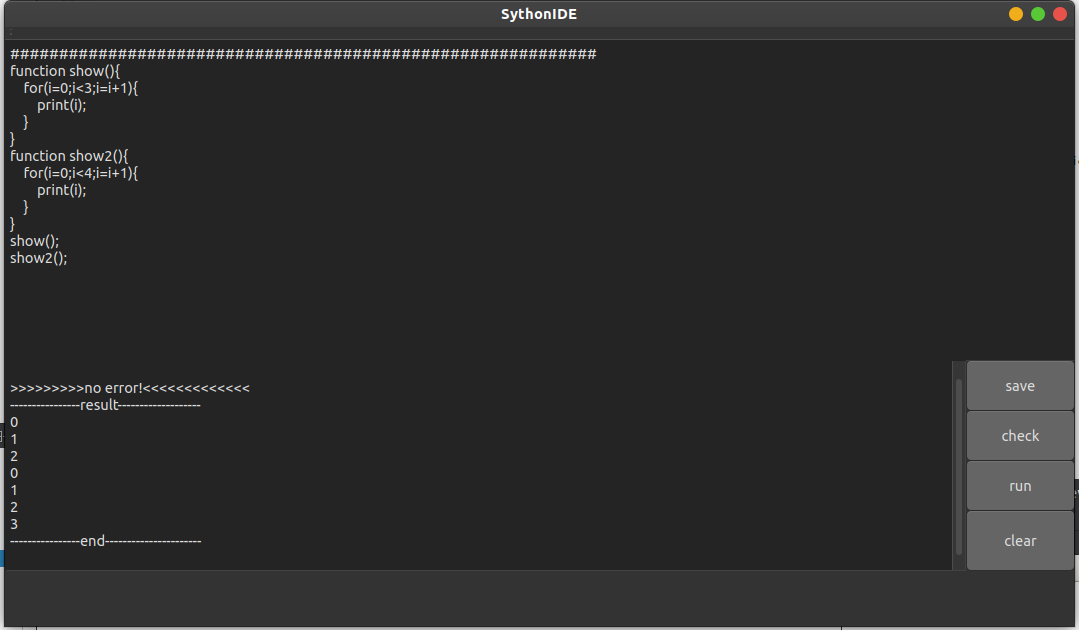 SythonIDE
############################################################
function show(){
for(i=0;i<3;i=i+1){
print(i);
}
}
function show2(){
for(i=0;i<4;i=i+1){
print(i);
}
}
show();
show2();
>>>>>>>>>no error!<<<<<<<<<<<<<
----------------result-------------------
0
1
2
0
1
2
3
----------------end----------------------
save
check
run
clear